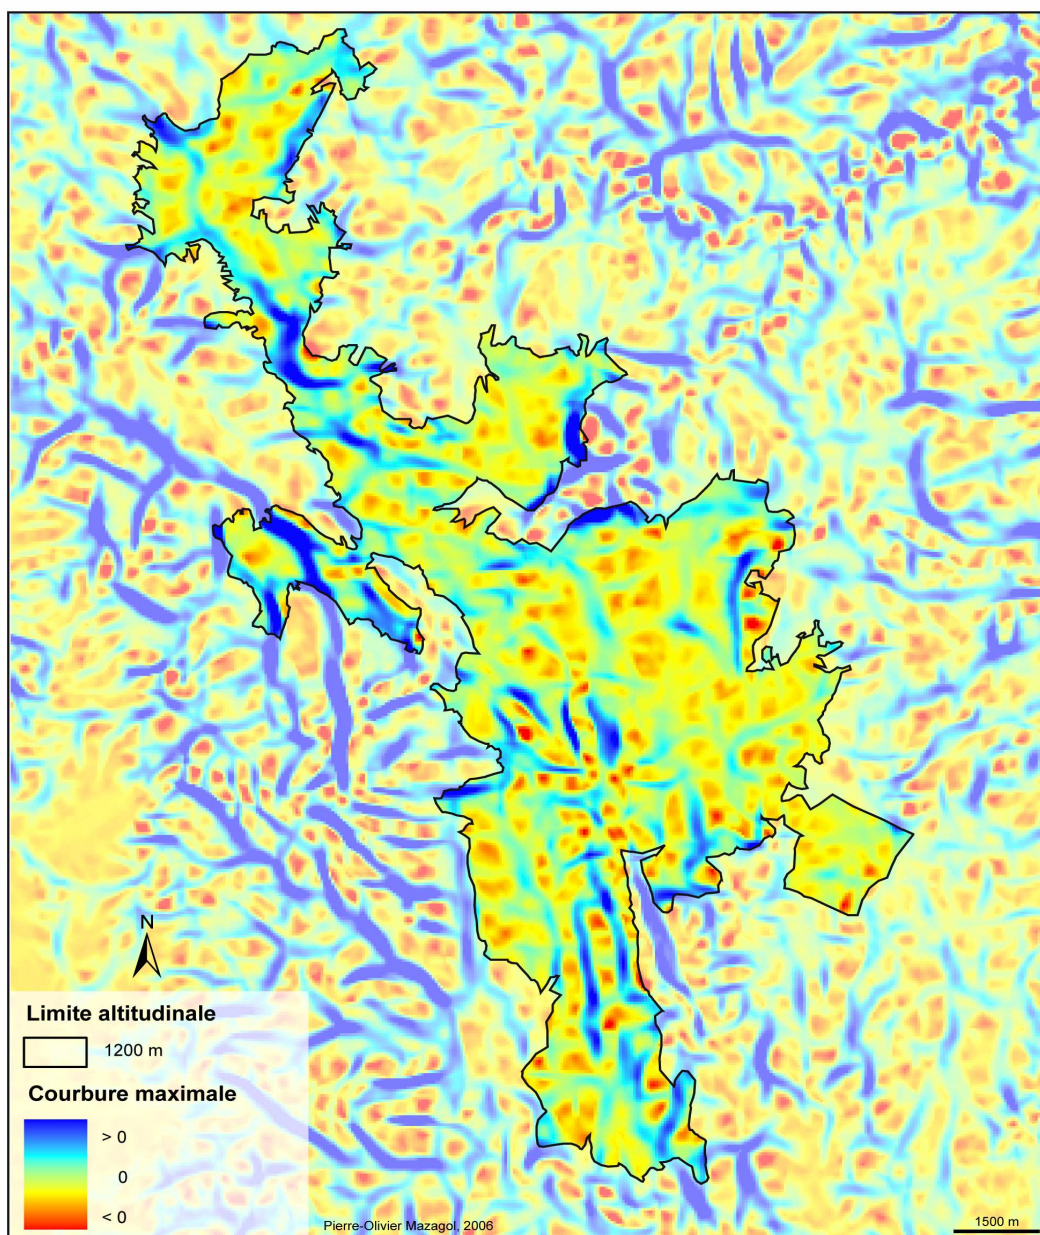 N
Limite altitudinale
1200 m
Courbure maximale
> 0
0
< 0
Pierre-Olivier Mazagol, 2006
1500 m